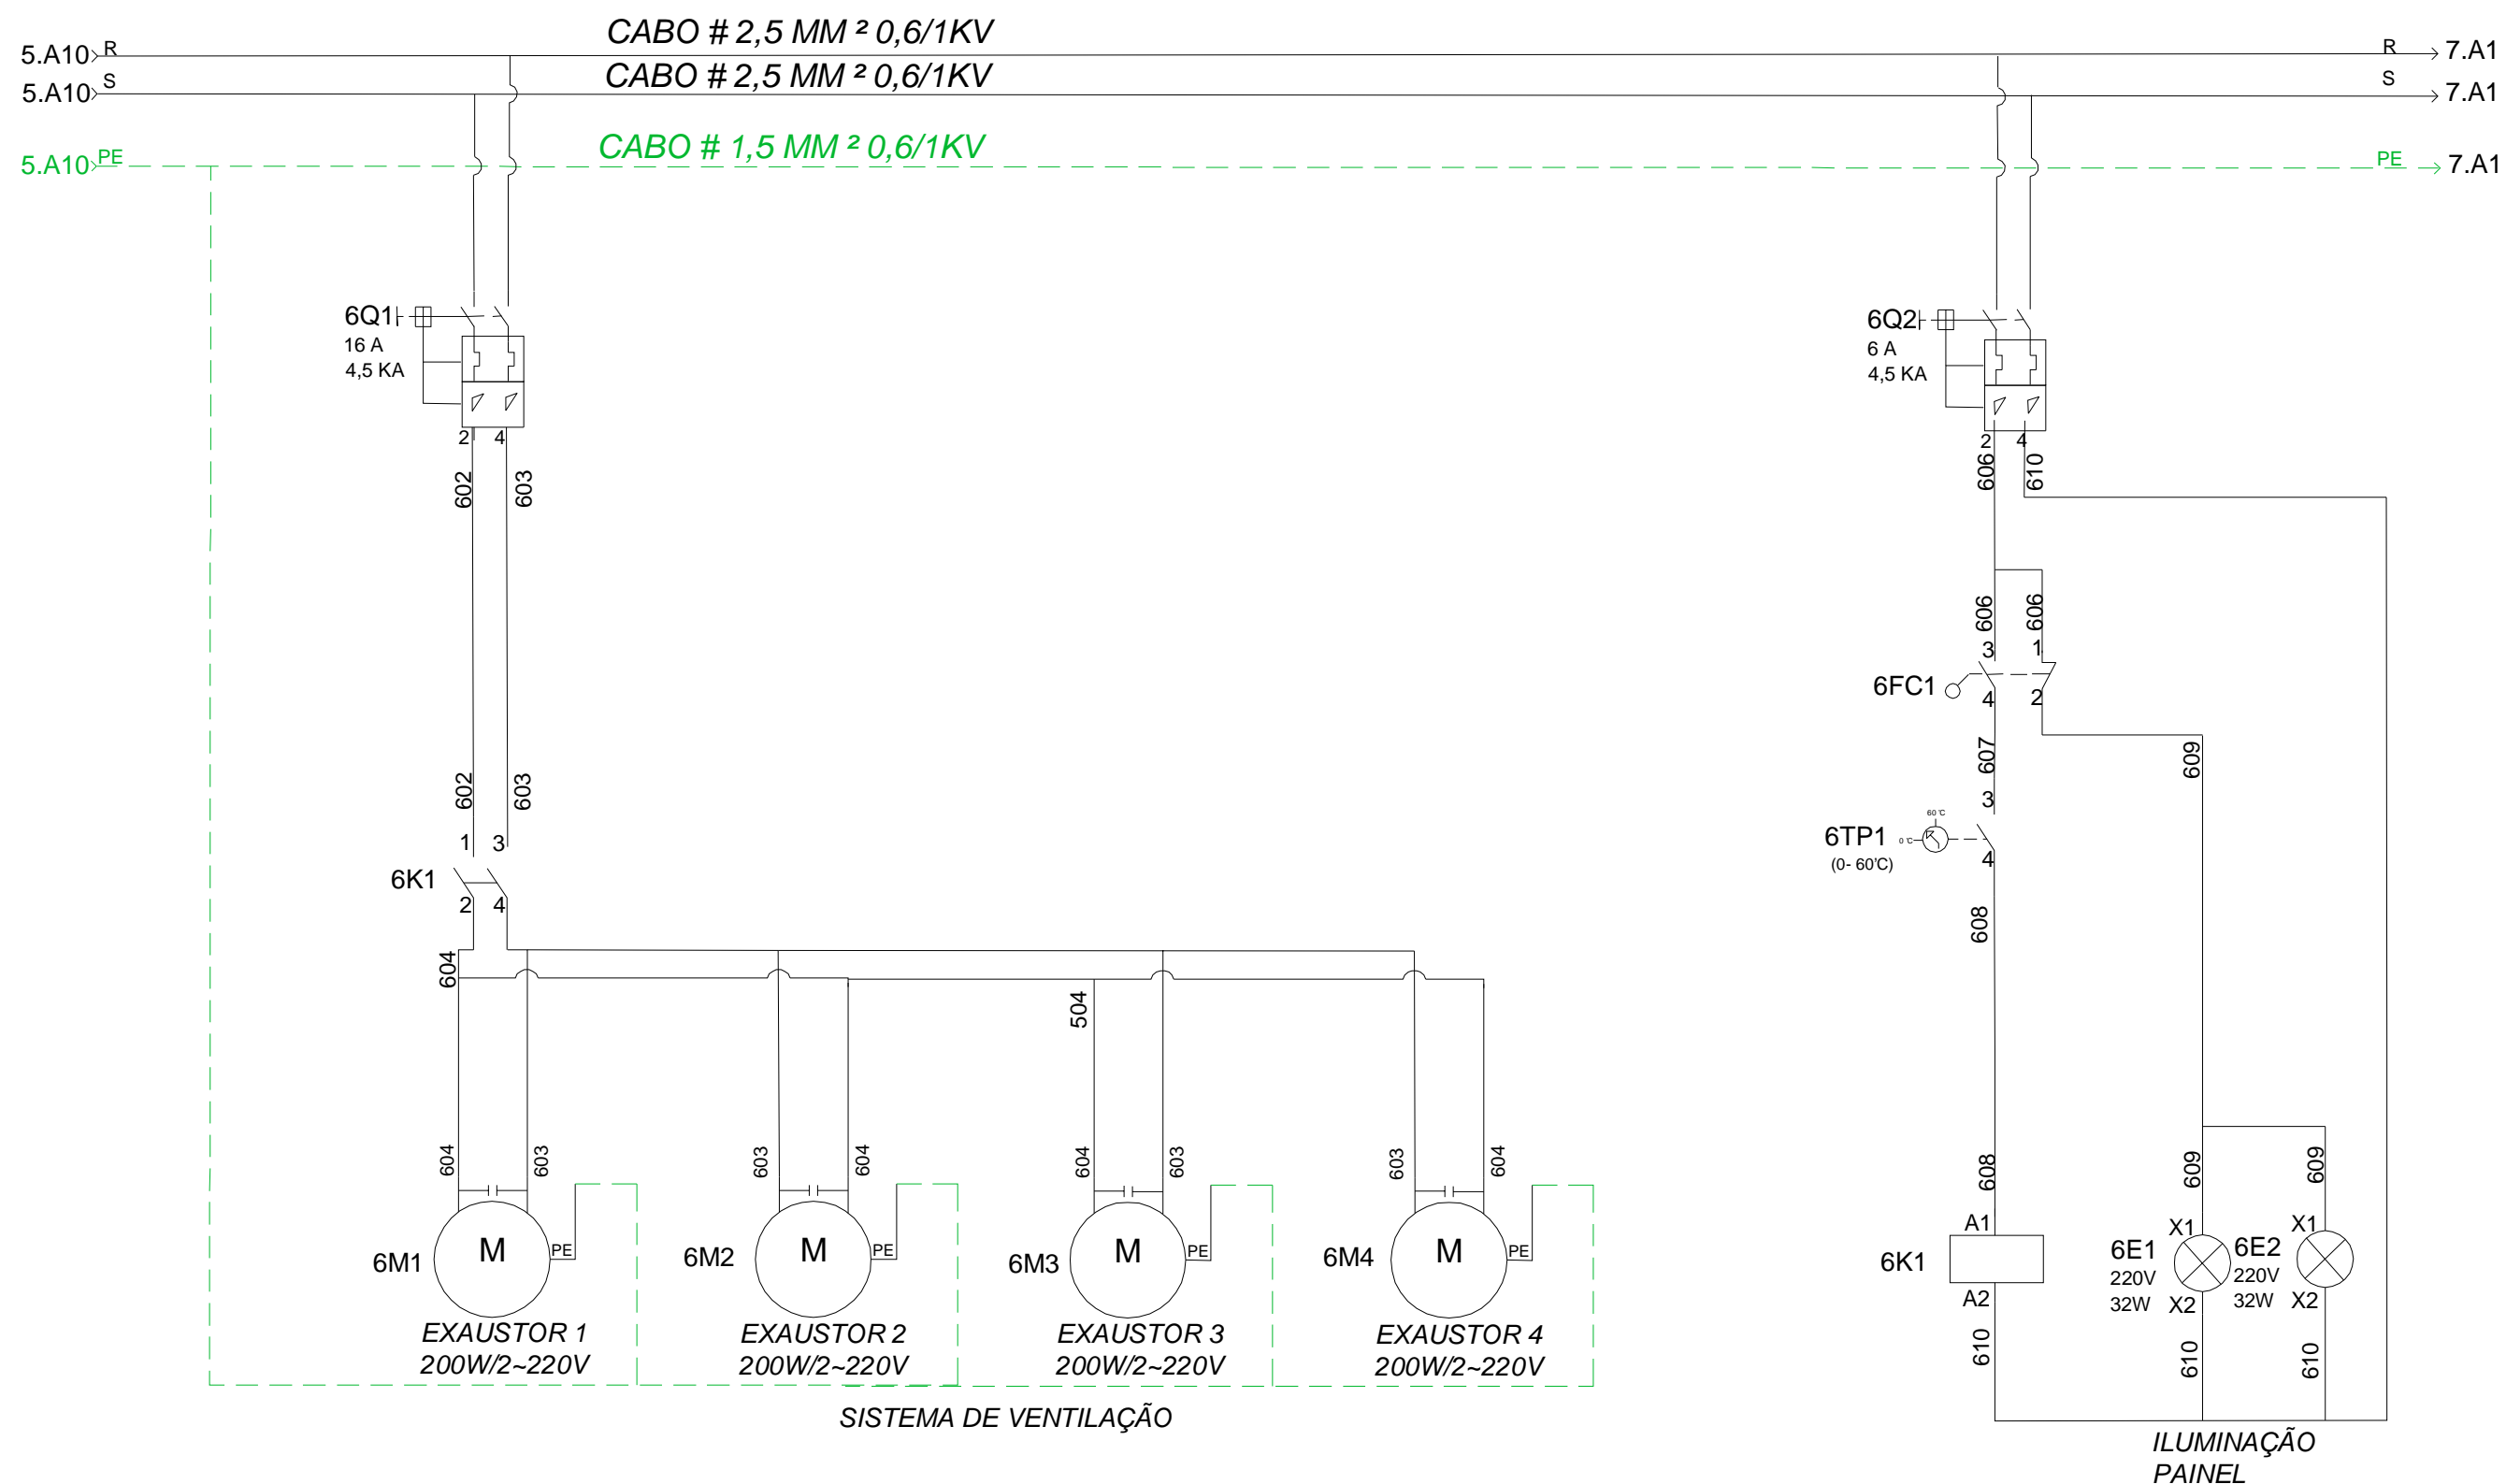 CABO # 2,5 MM ² 0,6/1KV
5.A10 R R 7.A1
CABO # 2,5 MM ² 0,6/1KV
5.A10 S S 7.A1
CABO # 1,5 MM ² 0,6/1KV
5.A10 PE PE 7.A1
6Q1
16 A
4,5 KA
2 4
602 603
602 603
1 3
6K1
2 4
604
504
604 603
603 604
604 603
603 604
6M1 M PE
EXAUSTOR 1
200W/2~220V
6M2 M PE
EXAUSTOR 2
200W/2~220V
6M3 M PE
EXAUSTOR 3
200W/2~220V
6M4 M PE
EXAUSTOR 4
200W/2~220V
SISTEMA DE VENTILAÇÃO
6Q2
6 A
4,5 KA
2 4
606 610
606 606
3 1
6FC1
4 2
607 609
3
60 ºC
6TP1 0 ºC
(0- 60ºC)
4
608
608 609 609
A1 X1 X1
6K1
A2
6E1
220V
32W
X2
6E2
220V
32W
X2
610 610 610
ILUMINAÇÃO
PAINEL